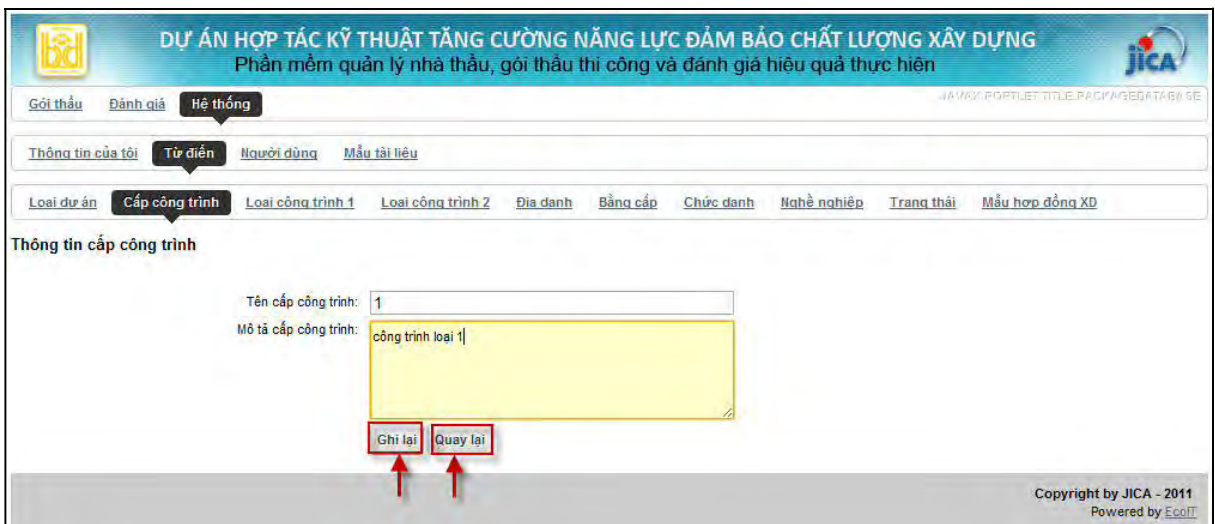 DỰ ÁN HỢP TÁC KỸ THUẬT TĂNG CƯỜNG NĂNG LỰC ĐẢM BẢO CHẤT LƯỢNG XÂY DỰNG
Phần mềm quản lý nhà thầu, gói thầu thi công và đánh giá hiệu quả thực hiện
jICA
Gói thầu Đánh giá Hệ thống JAVAX.PORTLET.TITLE.PACKAGEDATABASE
Thông tin của tôi Từ điển Người dùng Mẫu tài liệu
Loại dự án Cấp công trình Loại công trình 1 Loại công trình 2 Địa danh Bằng cấp Chức danh Nghề nghiệp Trạng thái Mẫu hợp đồng XD
Thông tin cấp công trình
Tên cấp công trình: 1
Mô tả cấp công trình: công trình loại 1
Ghi lại Quay lại
Copyright by JICA - 2011
Powered by EcoIT